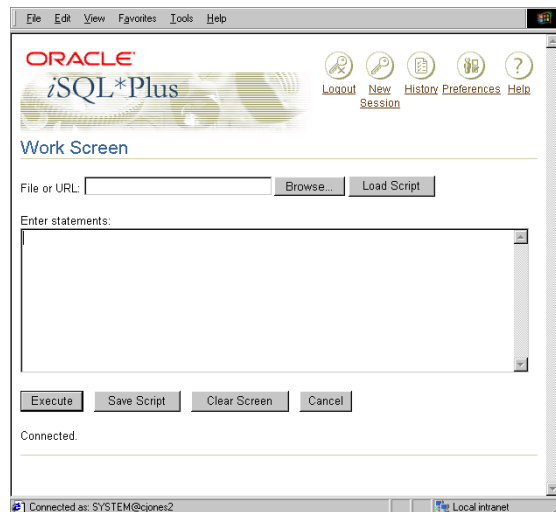 File Edit View Favorites Tools Help
ORACLE
iSQL*Plus
Logout New Session History Preferences Help
Work Screen
File or URL: Browse... Load Script
Enter statements:
Execute Save Script Clear Screen Cancel
Connected.
Connected as: SYSTEM@cjones2 Local intranet